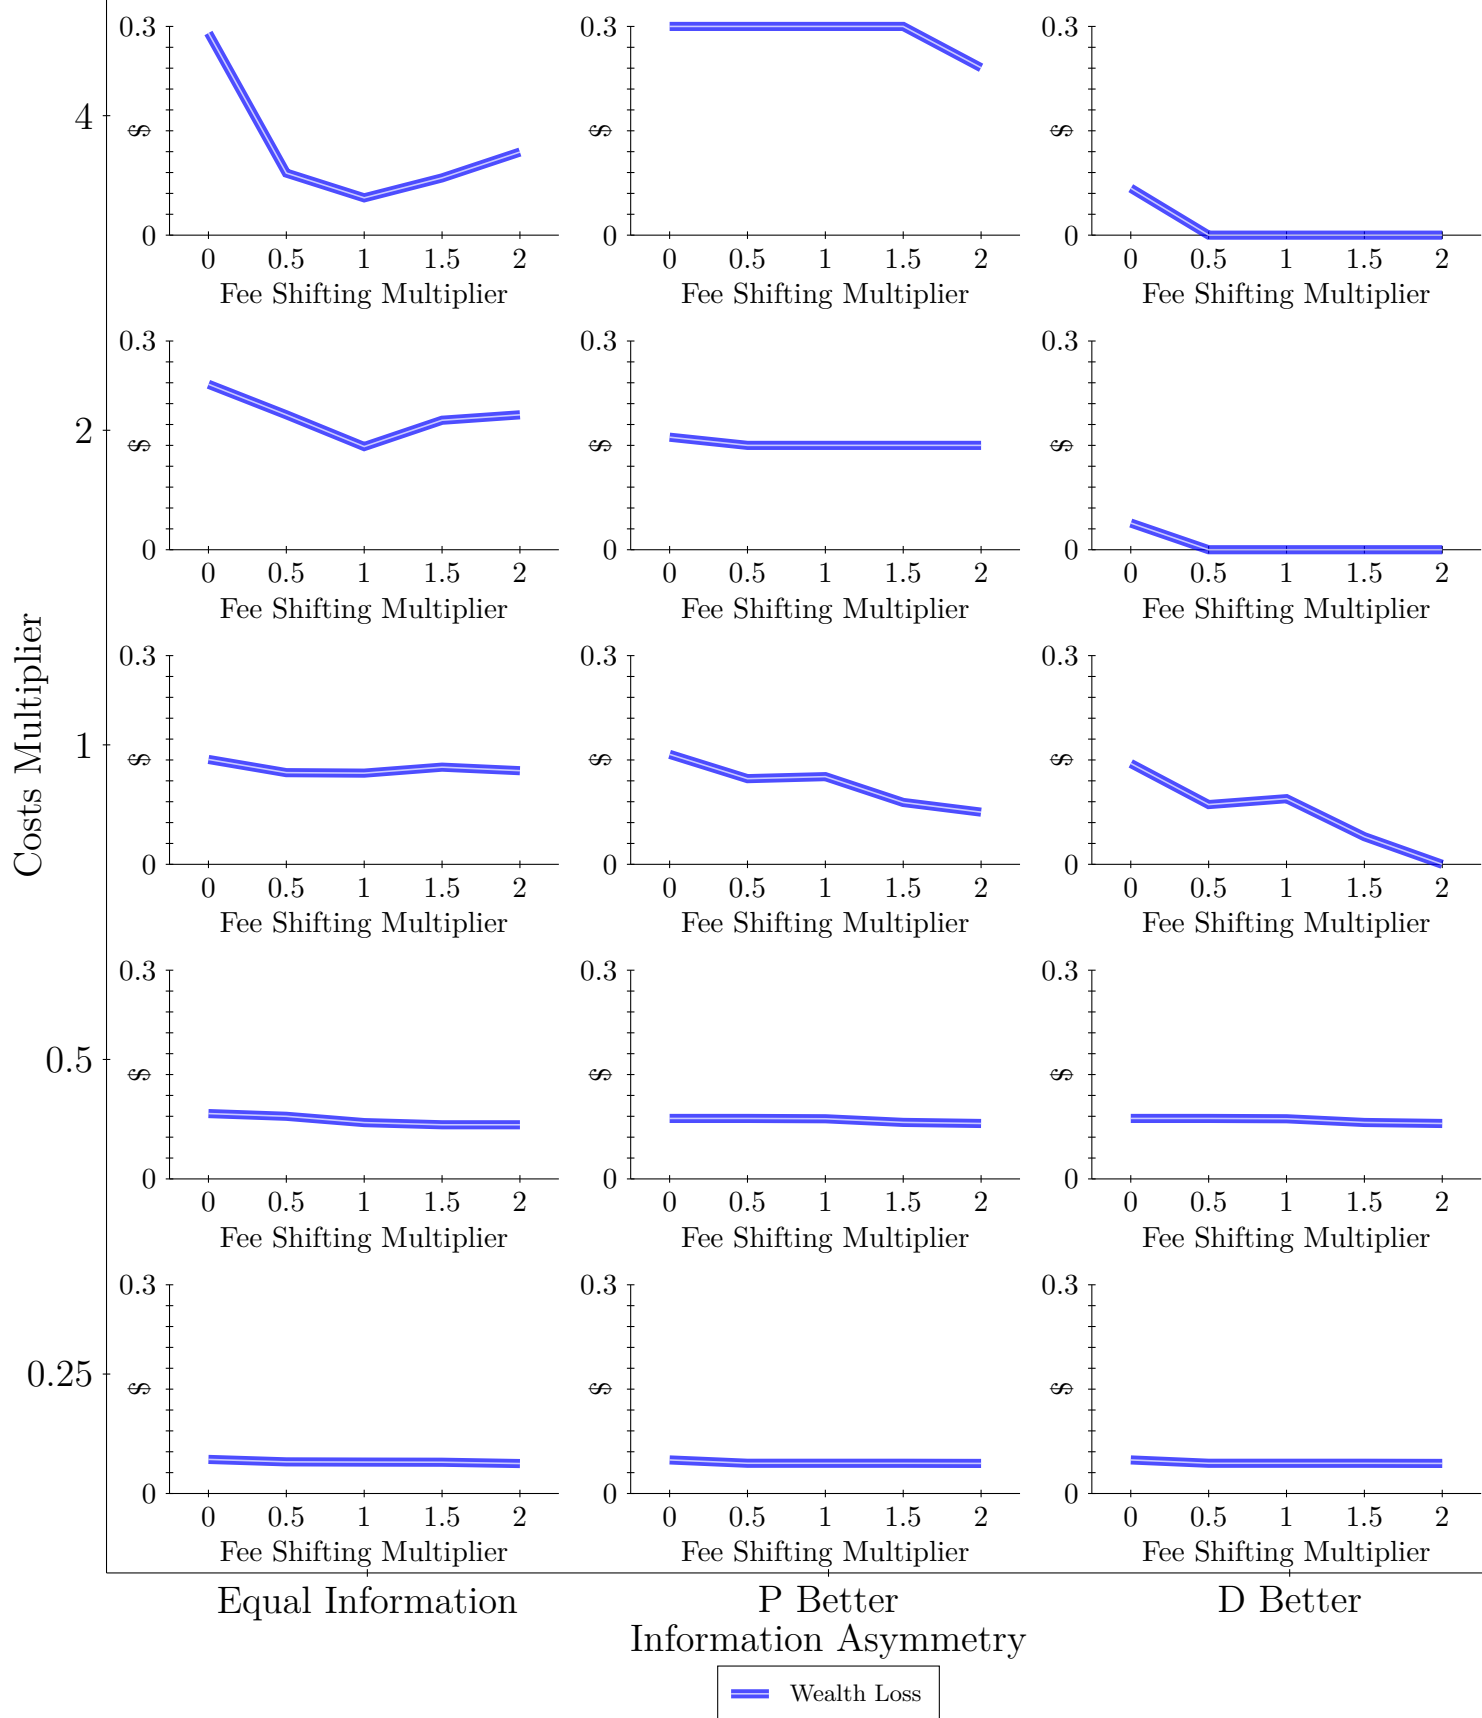 0.3 0.3 0.3
4 $ $ $
0 0 0
0 0.5 1 1.5 2 0 0.5 1 1.5 2 0 0.5 1 1.5 2
Fee Shifting Multiplier Fee Shifting Multiplier Fee Shifting Multiplier
0.3 0.3 0.3
2 $ $ $
0 0 0
0 0.5 1 1.5 2 0 0.5 1 1.5 2 0 0.5 1 1.5 2
Fee Shifting Multiplier Fee Shifting Multiplier Fee Shifting Multiplier
Costs Multiplier
0.3 0.3 0.3
1 $ $ $
0 0 0
0 0.5 1 1.5 2 0 0.5 1 1.5 2 0 0.5 1 1.5 2
Fee Shifting Multiplier Fee Shifting Multiplier Fee Shifting Multiplier
0.3 0.3 0.3
0.5 $ $ $
0 0 0
0 0.5 1 1.5 2 0 0.5 1 1.5 2 0 0.5 1 1.5 2
Fee Shifting Multiplier Fee Shifting Multiplier Fee Shifting Multiplier
0.3 0.3 0.3
0.25 $ $ $
0 0 0
0 0.5 1 1.5 2 0 0.5 1 1.5 2 0 0.5 1 1.5 2
Fee Shifting Multiplier Fee Shifting Multiplier Fee Shifting Multiplier
Equal Information P Better D Better
Information Asymmetry
Wealth Loss